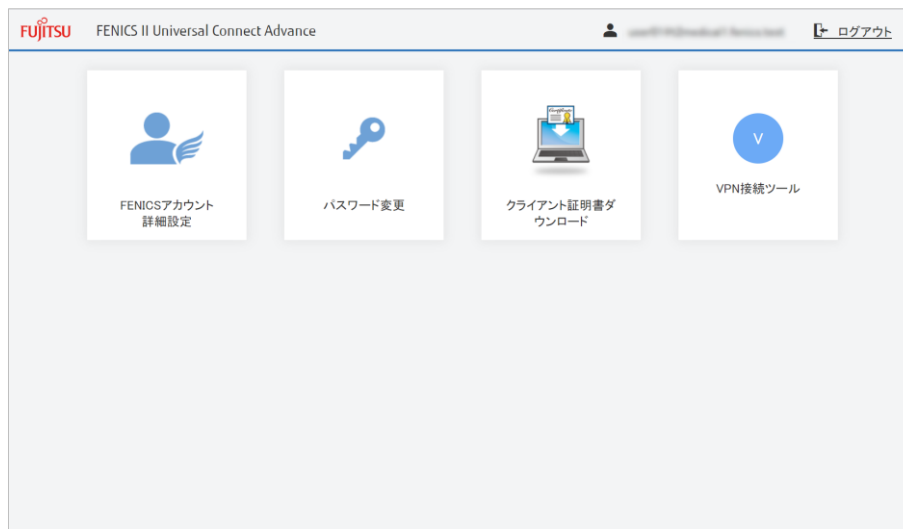 FUJITSU
FENICS II Universal Connect Advance
ログアウト
FENICSアカウント
詳細設定
パスワード変更
クライアント証明書ダ
ウンロード
V
VPN接続ツール